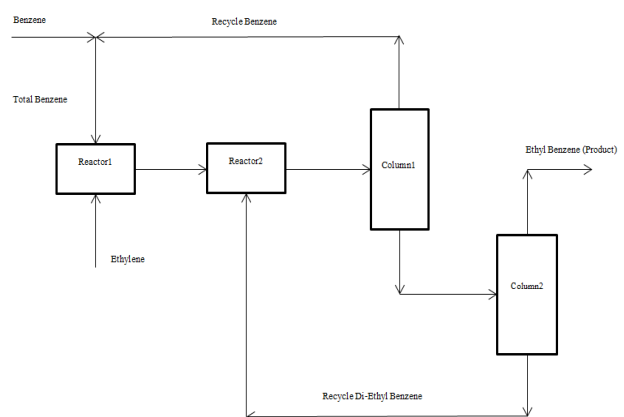 Benzene
Recycle Benzene
Total Benzene
Reactor1
Reactor2
Column1
Ethyl Benzene (Product)
Ethylene
Column2
Recycle Di-Ethyl Benzene